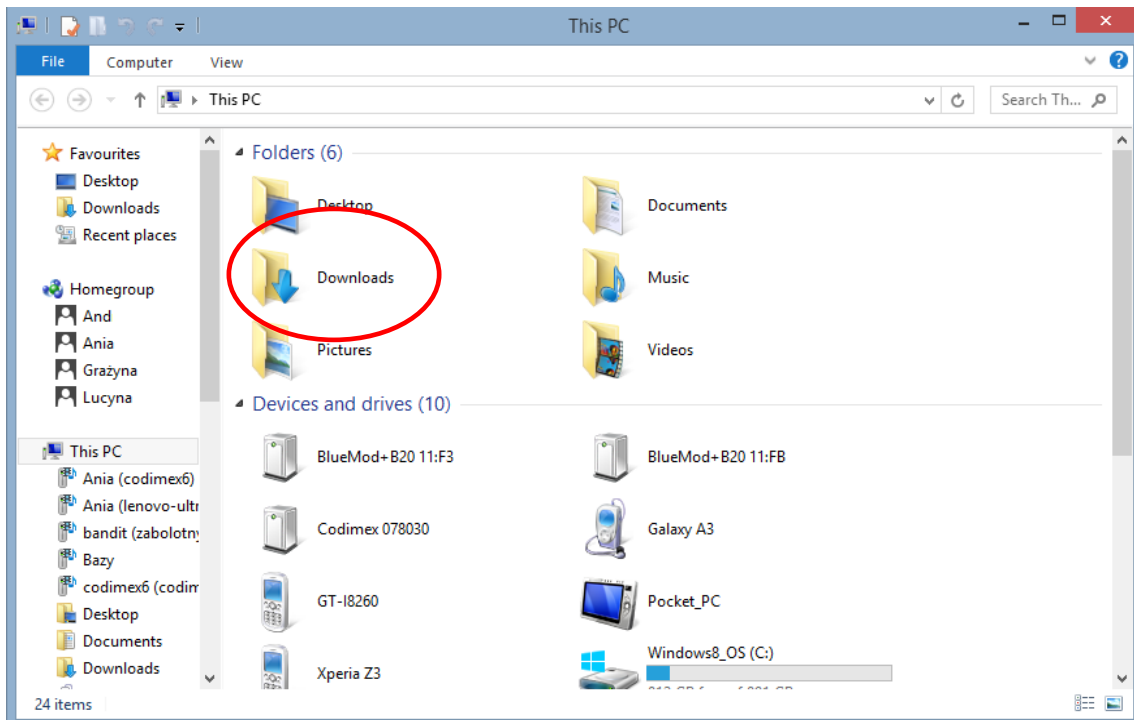 This PC
File Computer View
This PC
Search Th...
Favourites
Desktop
Downloads
Recent places
Homegroup
And
Ania
Grażyna
Lucyna
This PC
Ania (codimex6)
Ania (lenovo-ultr
bandit (zabolotny
Bazy
codimex6 (codim
Desktop
Documents
Downloads
Folders (6)
Desktop Documents
Downloads Music
Pictures Videos
Devices and drives (10)
BlueMod+B20 11:F3 BlueMod+B20 11:FB
Codimex 078030 Galaxy A3
GT-I8260 Pocket_PC
Xperia Z3 Windows8_OS (C:)
24 items